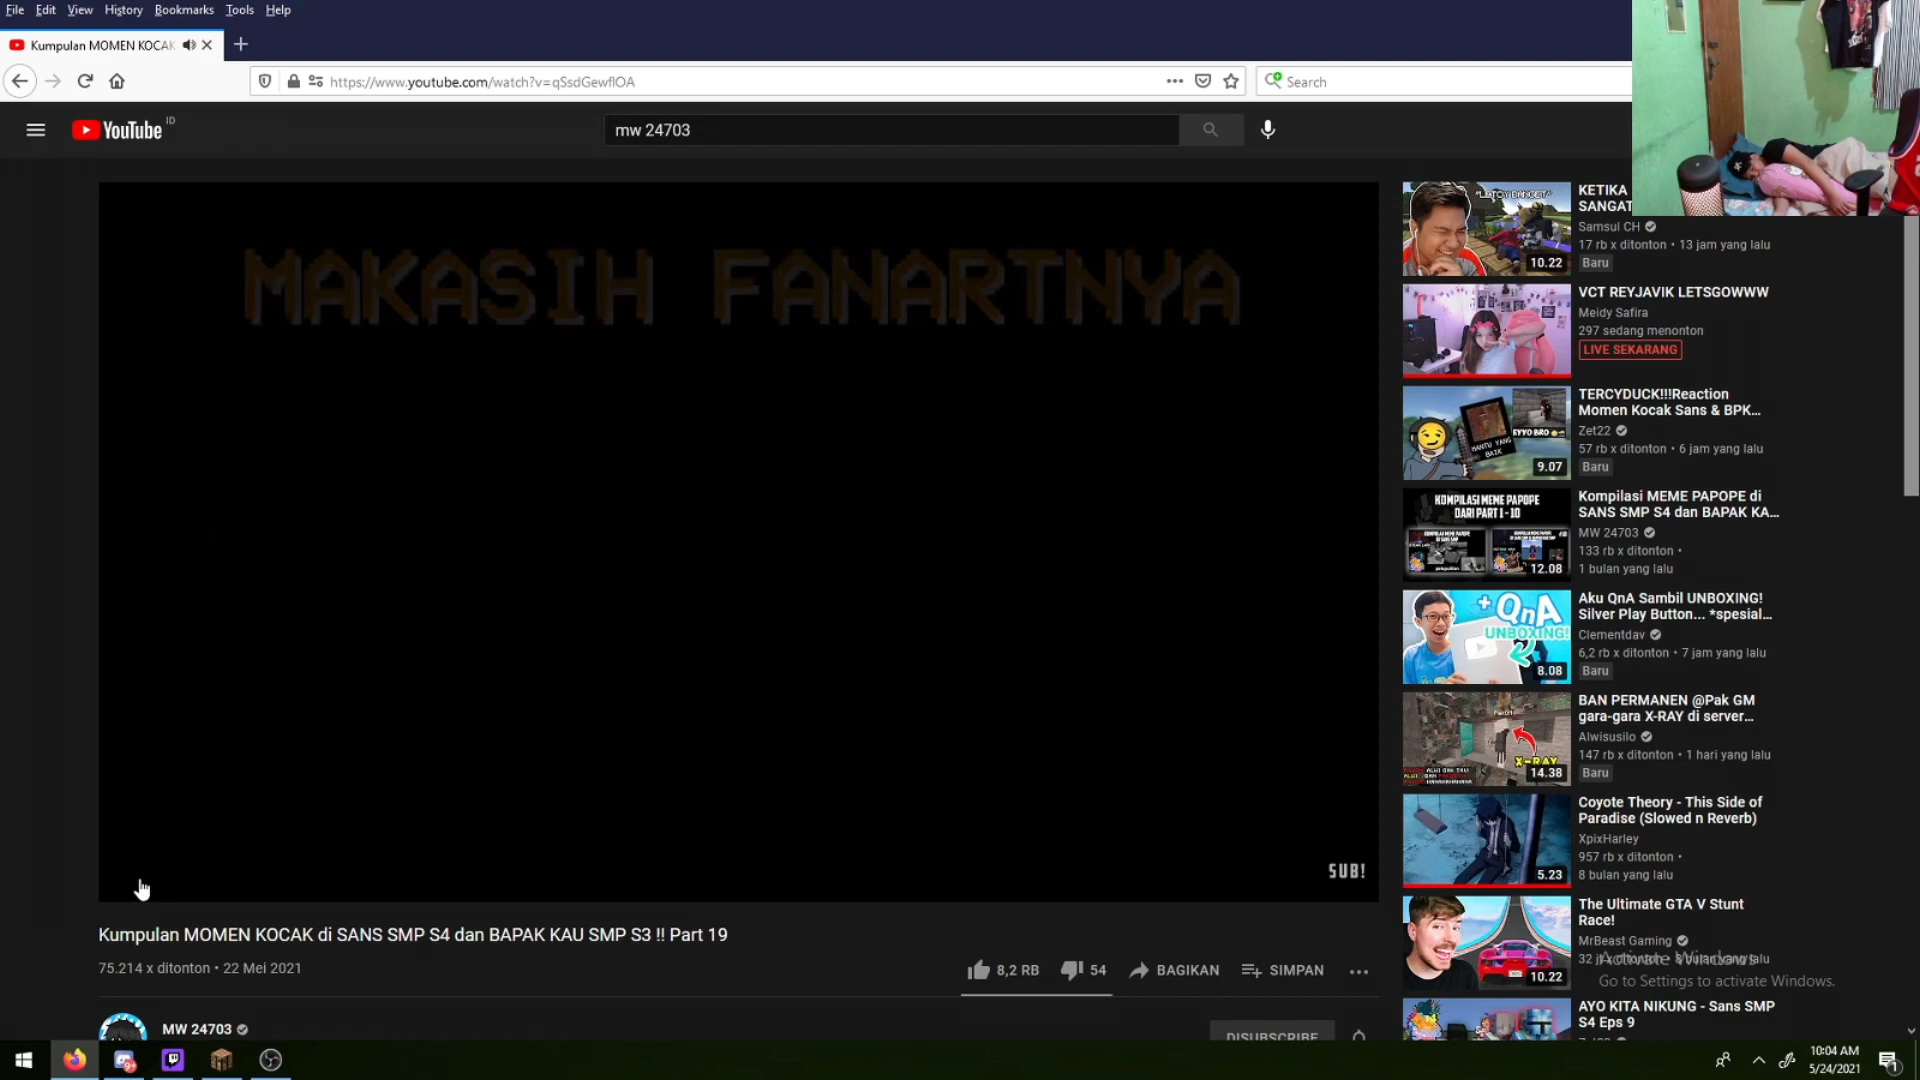 File Edit View History Bookmarks Tools Help
Kumpulan MOMEN KOCAK
https://www.youtube.com/watch?v=qSsdGewflOA
Search
YouTube ID
mw 24703
MAKASIH FANARTNYA
SUB!
Kumpulan MOMEN KOCAK di SANS SMP S4 dan BAPAK KAU SMP S3 !! Part 19
75.214 x ditonton • 22 Mei 2021
8,2 RB
54
BAGIKAN
SIMPAN
MW 24703
DISUBSCRIBE
10.22
KETIKA
SANGAT
Samsul CH
17 rb x ditonton • 13 jam yang lalu
Baru
VCT REYJAVIK LETSGOWWW
Meidy Safira
297 sedang menonton
LIVE SEKARANG
EYYO BRO
HANTU YANG
BAIK
9.07
TERCYDUCK!!!Reaction
Momen Kocak Sans & BPK...
Zet22
57 rb x ditonton • 6 jam yang lalu
Baru
KOMPILASI MEME PAPOPE
DARI PART 1 - 10
12.08
Kompilasi MEME PAPOPE di
SANS SMP S4 dan BAPAK KA...
MW 24703
133 rb x ditonton •
1 bulan yang lalu
+ QnA
UNBOXING!
8.08
Aku QnA Sambil UNBOXING!
Silver Play Button... *spesial...
Clementdav
6,2 rb x ditonton • 7 jam yang lalu
Baru
X-RAY
14.38
BAN PERMANEN @Pak GM
gara-gara X-RAY di server...
Alwisusilo
147 rb x ditonton • 1 hari yang lalu
Baru
5.23
Coyote Theory - This Side of
Paradise (Slowed n Reverb)
XpixHarley
957 rb x ditonton •
8 bulan yang lalu
10.22
The Ultimate GTA V Stunt
Race!
MrBeast Gaming
Activate Windows
Go to Settings to activate Windows.
AYO KITA NIKUNG - Sans SMP
S4 Eps 9
9+
10:04 AM
5/24/2021
1